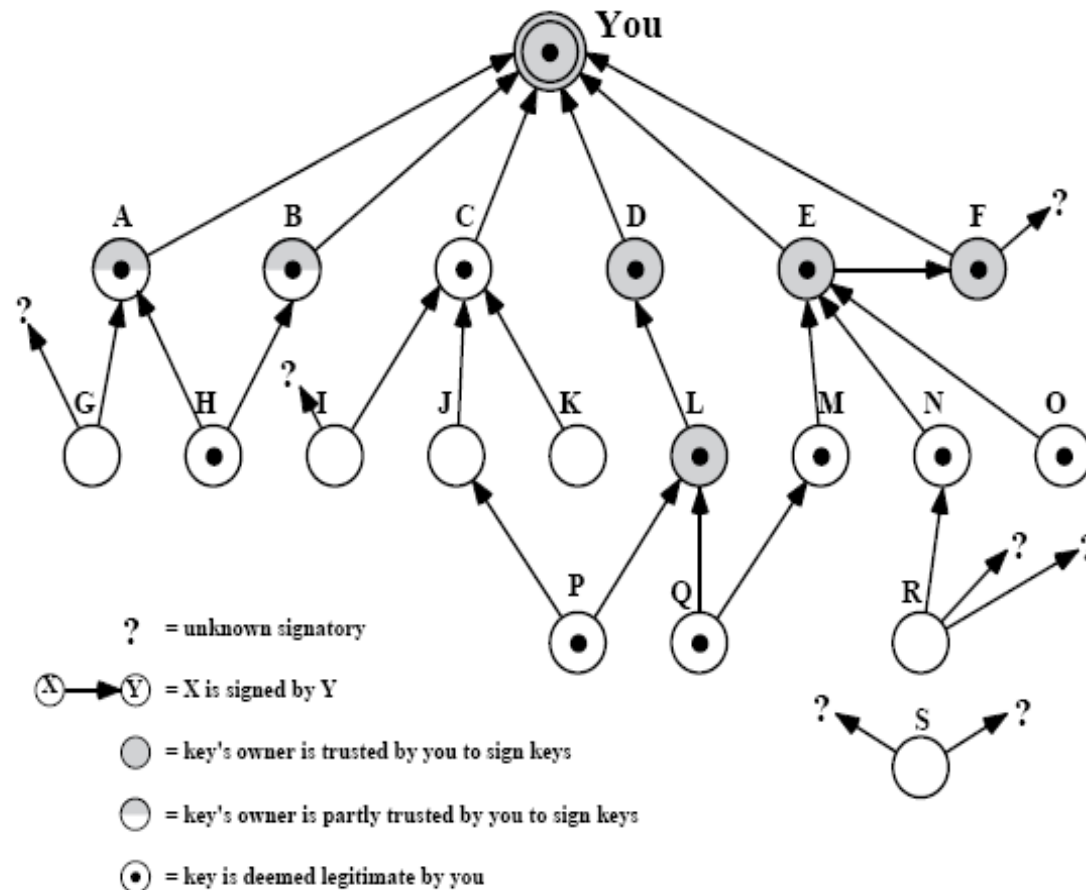 You
A B C D E F ?
?
G H ? I J K L M N O
? ?
P Q R
? = unknown signatory
X Y = X is signed by Y
? S ?
= key's owner is trusted by you to sign keys
= key's owner is partly trusted by you to sign keys
= key is deemed legitimate by you